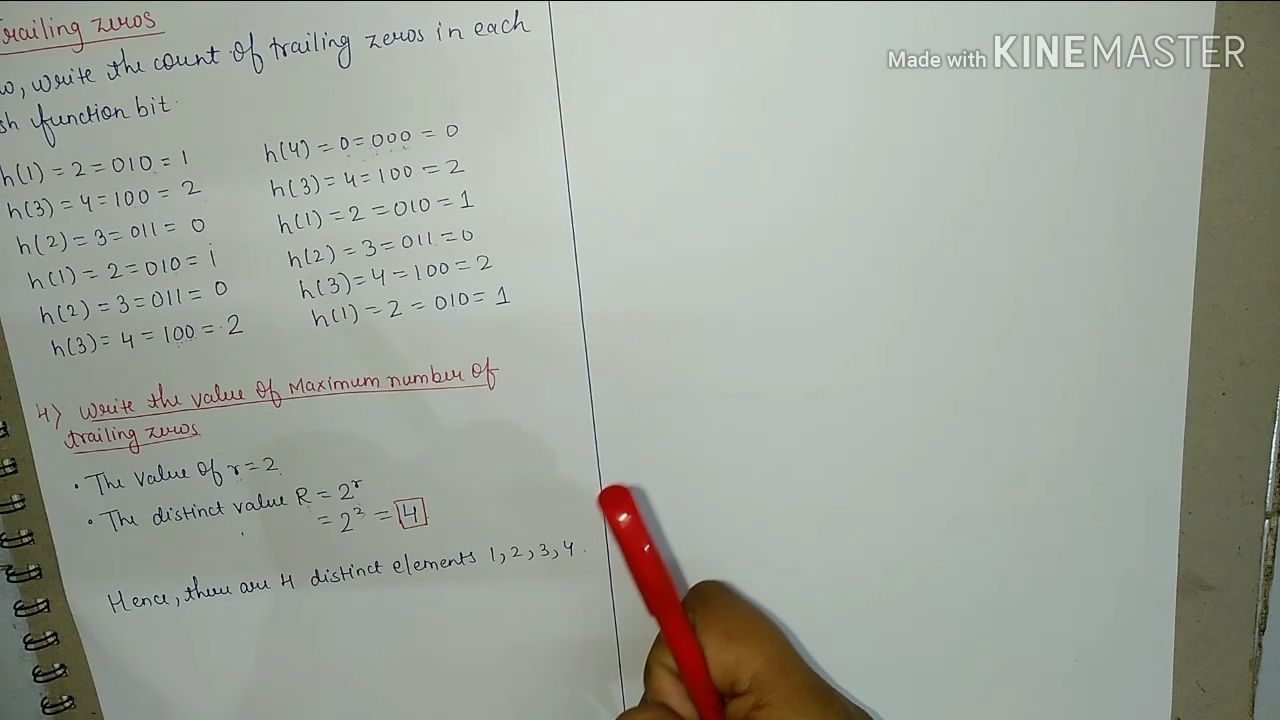 Trailing zeros
, write the count of trailing zeros in each
function bit.
h(1) = 2 = 010 = 1
h(3) = 4 = 100 = 2
h(2) = 3 = 011 = 0
h(1) = 2 = 010 = 1
h(2) = 3 = 011 = 0
h(3) = 4 = 100 = 2
h(4) = 0 = 000 = 0
h(3) = 4 = 100 = 2
h(1) = 2 = 010 = 1
h(2) = 3 = 011 = 0
h(3) = 4 = 100 = 2
h(1) = 2 = 010 = 1
4) Write the value of Maximum number of
trailing zeros
• The value of r = 2.
• The distinct value R = 2^r
= 2^2 = 4
Hence, there are 4 distinct elements 1, 2, 3, 4.
Made with KINEMASTER